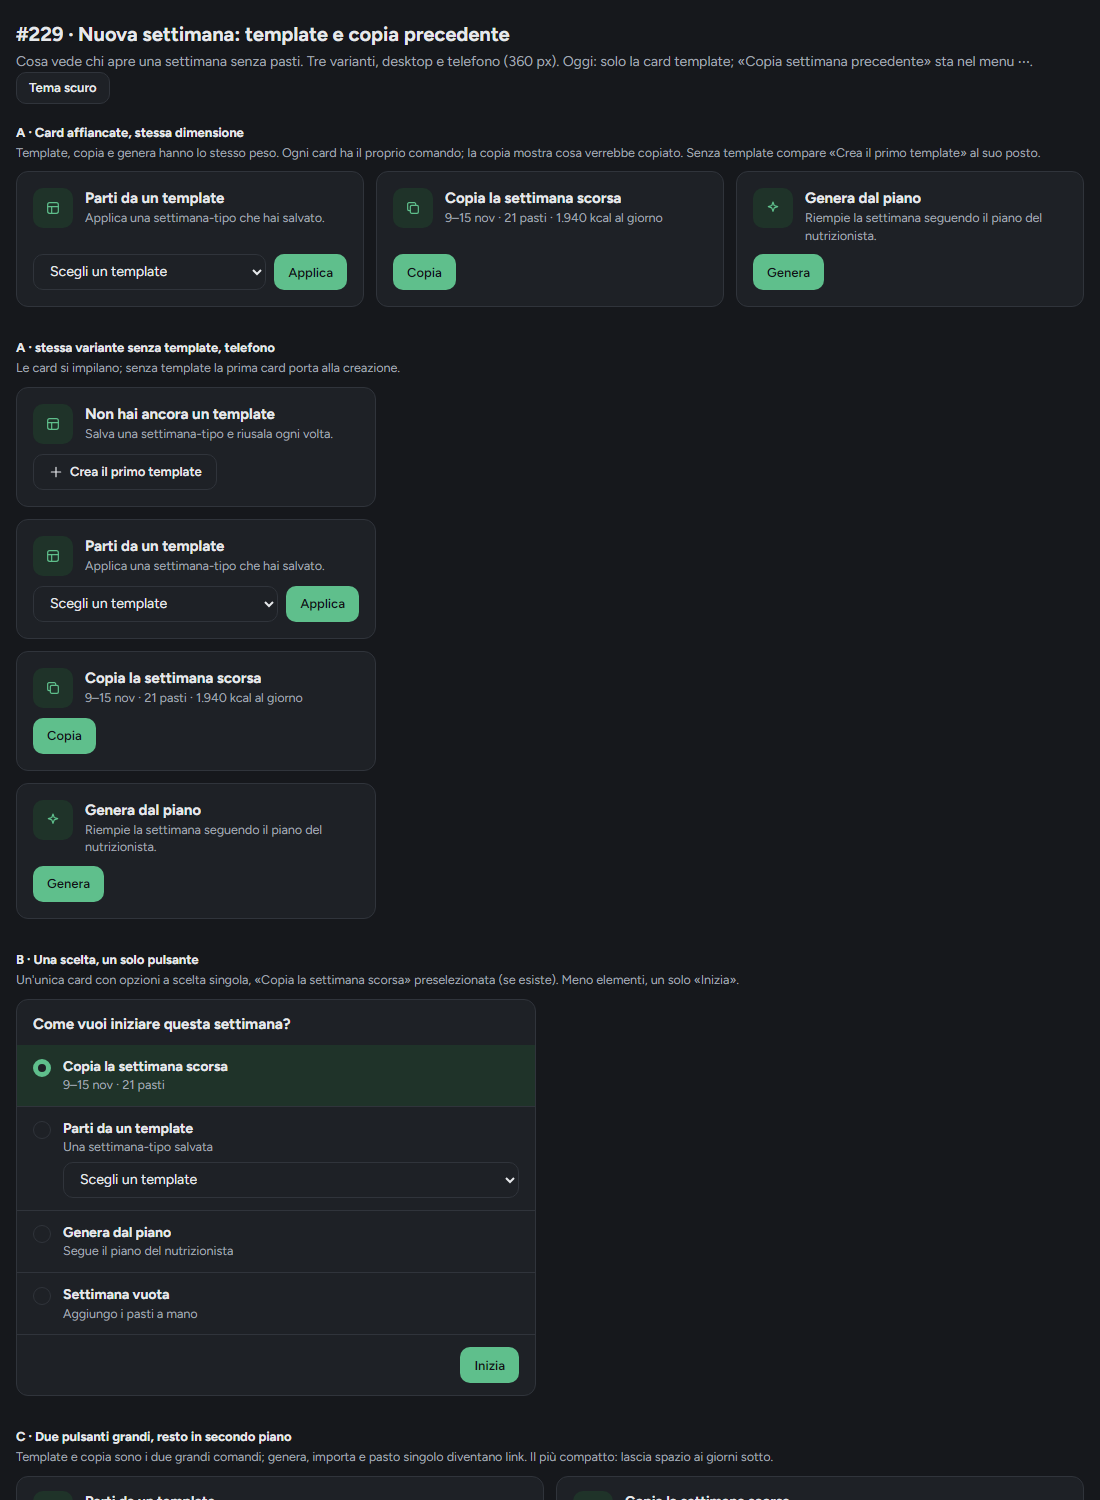 #229 · Nuova settimana: template e copia precedente
Cosa vede chi apre una settimana senza pasti. Tre varianti, desktop e telefono (360 px). Oggi: solo la card template; «Copia settimana precedente» sta nel menu ···.
Tema scuro
A · Card affiancate, stessa dimensione
Template, copia e genera hanno lo stesso peso. Ogni card ha il proprio comando; la copia mostra cosa verrebbe copiato. Senza template compare «Crea il primo template» al suo posto.
Parti da un template
Applica una settimana-tipo che hai salvato.
Scegli un template
Applica
Copia la settimana scorsa
9–15 nov · 21 pasti · 1.940 kcal al giorno
Copia
Genera dal piano
Riempie la settimana seguendo il piano del
nutrizionista.
Genera
A · stessa variante senza template, telefono
Le card si impilano; senza template la prima card porta alla creazione.
Non hai ancora un template
Salva una settimana-tipo e riusala ogni volta.
Crea il primo template
Parti da un template
Applica una settimana-tipo che hai salvato.
Scegli un template
Applica
Copia la settimana scorsa
9–15 nov · 21 pasti · 1.940 kcal al giorno
Copia
Genera dal piano
Riempie la settimana seguendo il piano del
nutrizionista.
Genera
B · Una scelta, un solo pulsante
Un'unica card con opzioni a scelta singola, «Copia la settimana scorsa» preselezionata (se esiste). Meno elementi, un solo «Inizia».
Come vuoi iniziare questa settimana?
Copia la settimana scorsa
9–15 nov · 21 pasti
Parti da un template
Una settimana-tipo salvata
Scegli un template
Genera dal piano
Segue il piano del nutrizionista
Settimana vuota
Aggiungo i pasti a mano
Inizia
C · Due pulsanti grandi, resto in secondo piano
Template e copia sono i due grandi comandi; genera, importa e pasto singolo diventano link. Il più compatto: lascia spazio ai giorni sotto.
Parti da un template
Copia la settimana scorsa